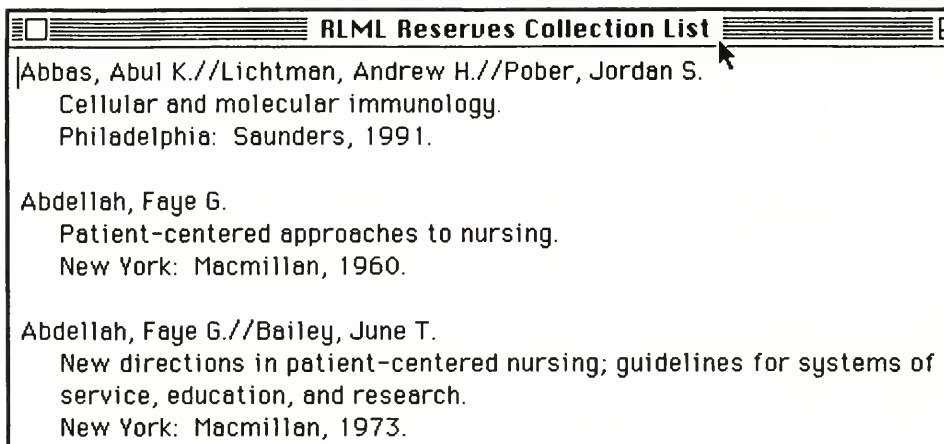 RLML Reserves Collection List
Abbas, Abul K.//Lichtman, Andrew H.//Pober, Jordan S.
Cellular and molecular immunology.
Philadelphia: Saunders, 1991.
Abdellah, Faye G.
Patient-centered approaches to nursing.
New York: Macmillan, 1960.
Abdellah, Faye G.//Bailey, June T.
New directions in patient-centered nursing; guidelines for systems of
service, education, and research.
New York: Macmillan, 1973.